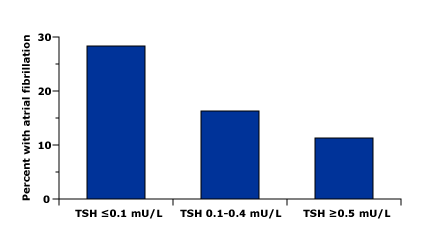 Percent with atrial fibrillation
30
20
10
0
TSH ≤0.1 mU/L TSH 0.1-0.4 mU/L TSH ≥0.5 mU/L